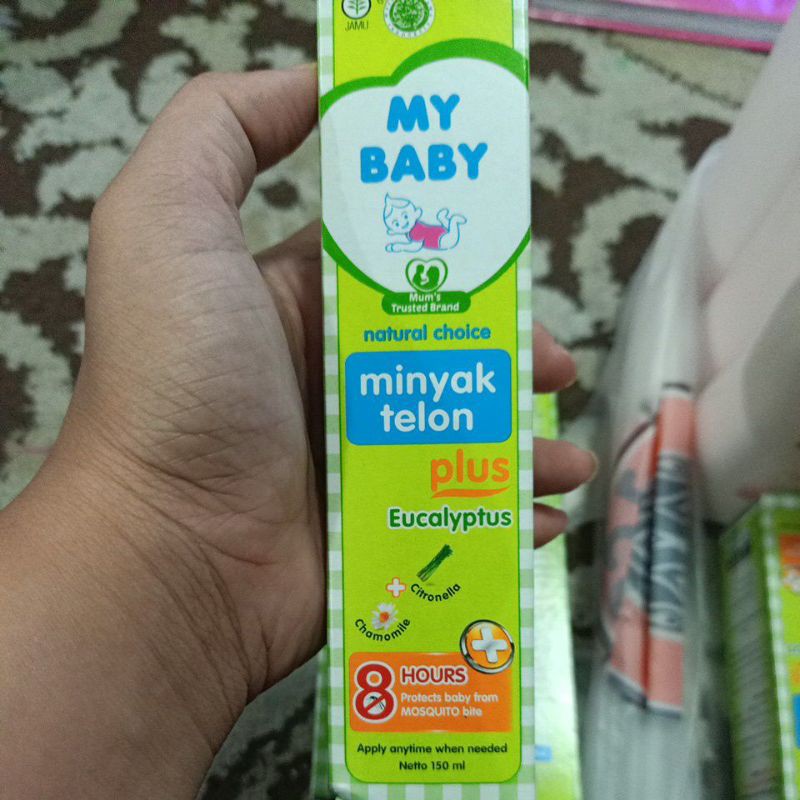 JAMU
MY
BABY
Mum's
Trusted Brand
natural choice
minyak
telon
plus
Eucalyptus
Citronella
+
Chamomile
8 HOURS
Protects baby from
MOSQUITO bite
Apply anytime when needed
Netto 150 ml